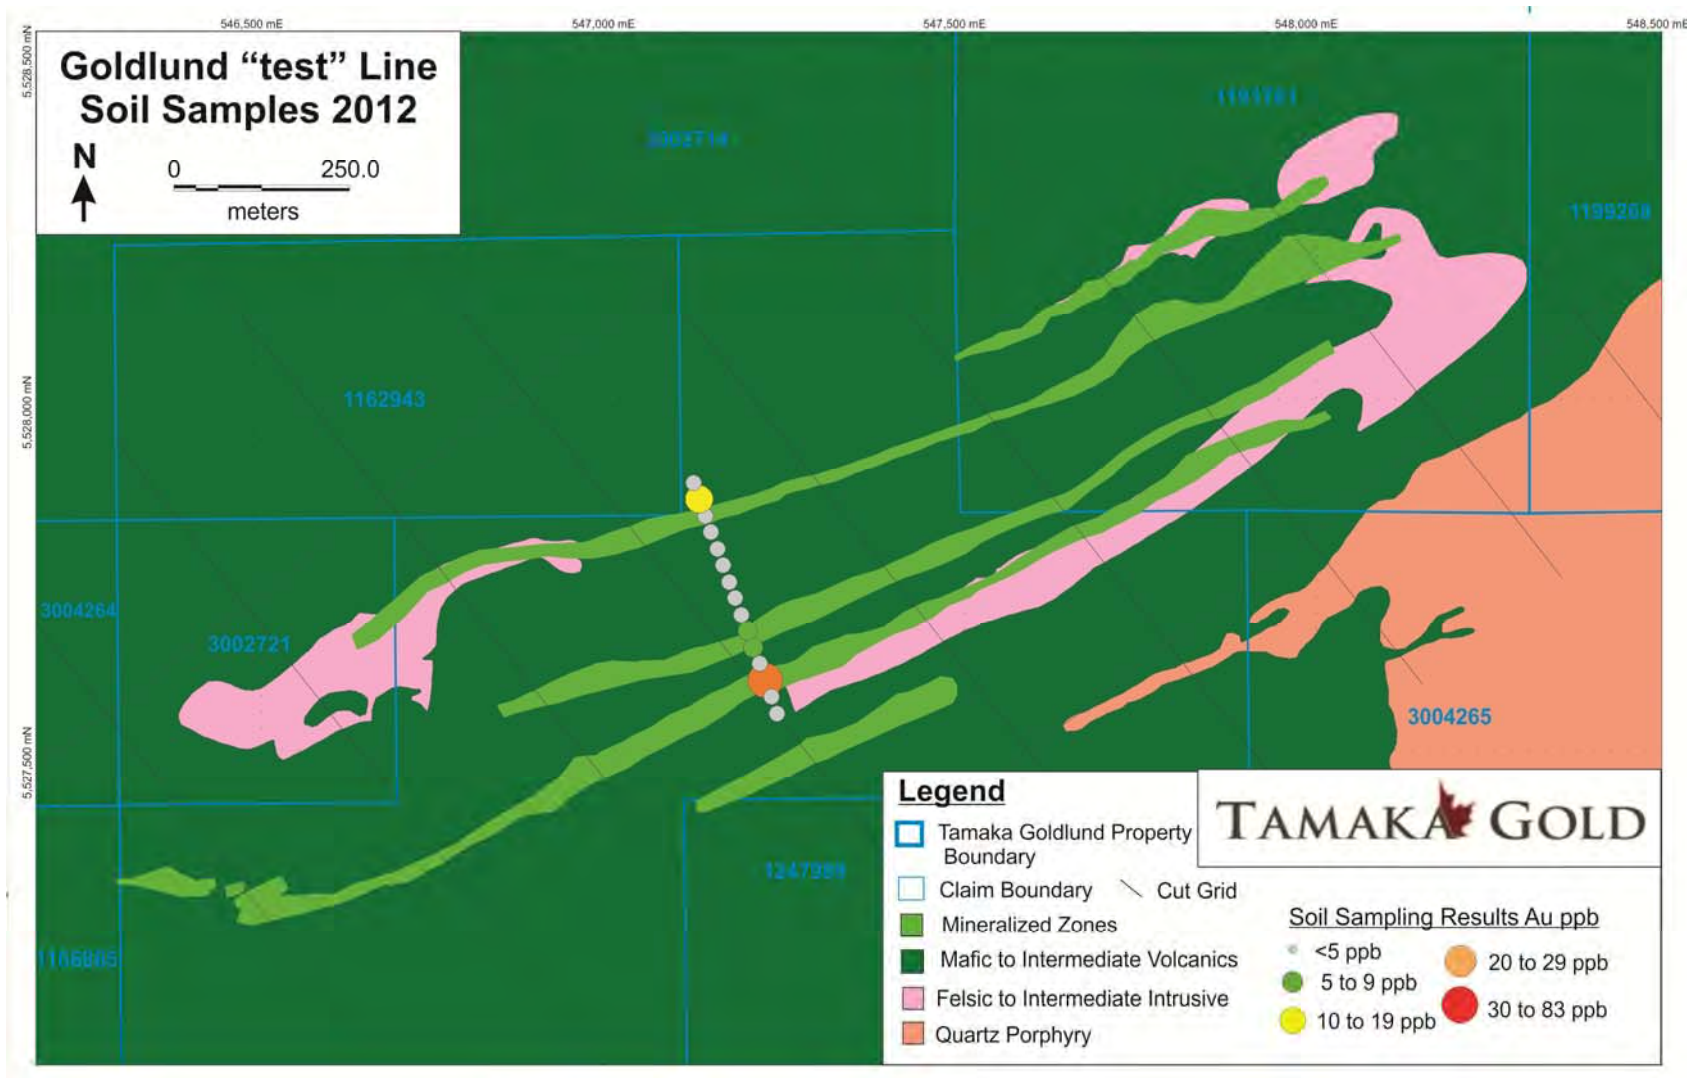 546,500 mE
547,000 mE
547,500 mE
548,000 mE
548,500 mE
5,528,500 mN
Goldlund “test” Line
Soil Samples 2012
N
0 250.0
meters
1199268
1162943
5,528,000 mN
3004264
3002721
3004265
5,527,500 mN
Legend
Tamaka Goldlund Property
Boundary
Claim Boundary
Cut Grid
Mineralized Zones
Mafic to Intermediate Volcanics
Felsic to Intermediate Intrusive
Quartz Porphyry
TAMAKA GOLD
Soil Sampling Results Au ppb
<5 ppb
5 to 9 ppb
10 to 19 ppb
20 to 29 ppb
30 to 83 ppb